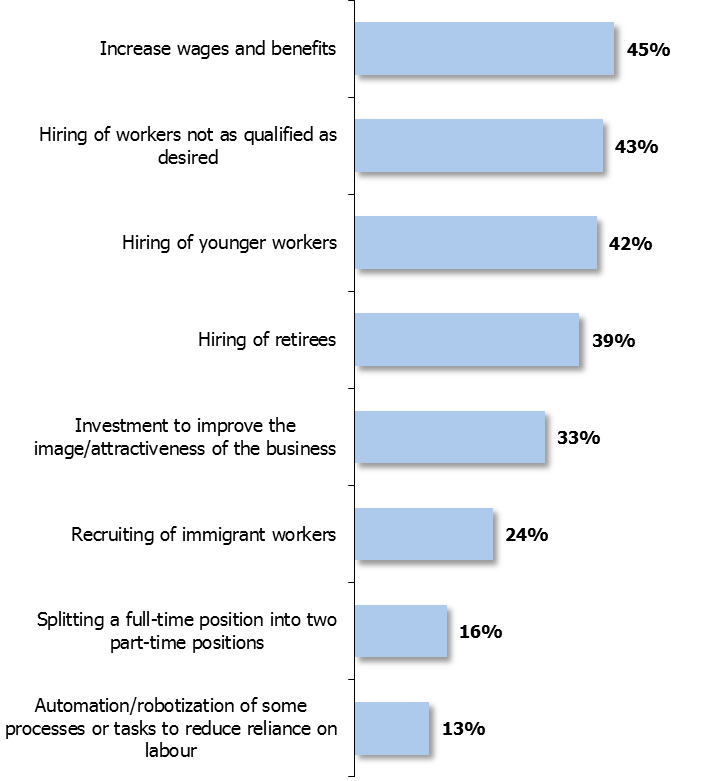 Increase wages and benefits
45%
Hiring of workers not as qualified as
desired
43%
Hiring of younger workers
42%
Hiring of retirees
39%
Investment to improve the
image/attractiveness of the business
33%
Recruiting of immigrant workers
24%
Splitting a full-time position into two
part-time positions
16%
Automation/robotization of some
processes or tasks to reduce reliance on
labour
13%